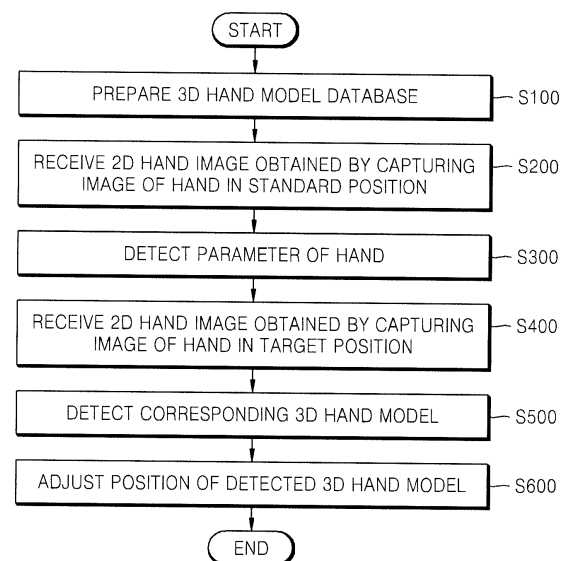 START
PREPARE 3D HAND MODEL DATABASE
S100
RECEIVE 2D HAND IMAGE OBTAINED BY CAPTURING
IMAGE OF HAND IN STANDARD POSITION
S200
DETECT PARAMETER OF HAND
S300
RECEIVE 2D HAND IMAGE OBTAINED BY CAPTURING
IMAGE OF HAND IN TARGET POSITION
S400
DETECT CORRESPONDING 3D HAND MODEL
S500
ADJUST POSITION OF DETECTED 3D HAND MODEL
S600
END